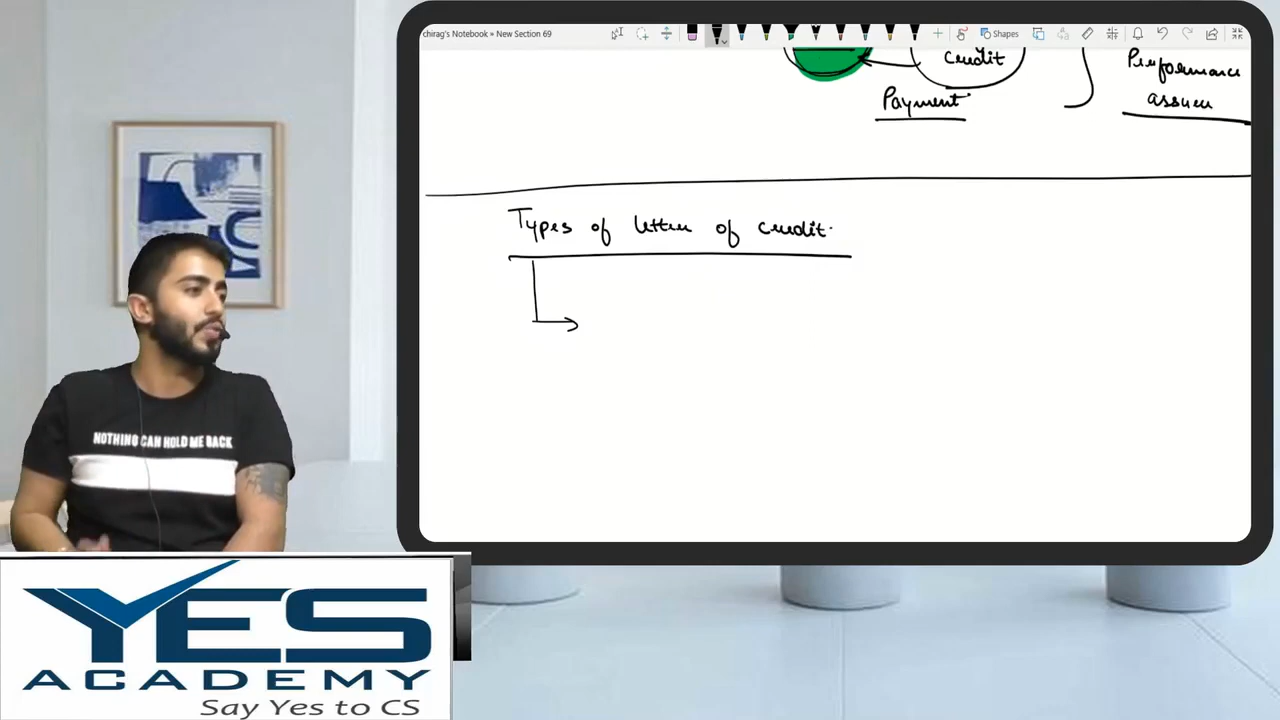 chirag's Notebook » New Section 69
Shapes
credit
Payment
Performance
assur
Types of letter of credit.
NOTHING CAN HOLD ME BACK
YES
ACADEMY
Say Yes to CS